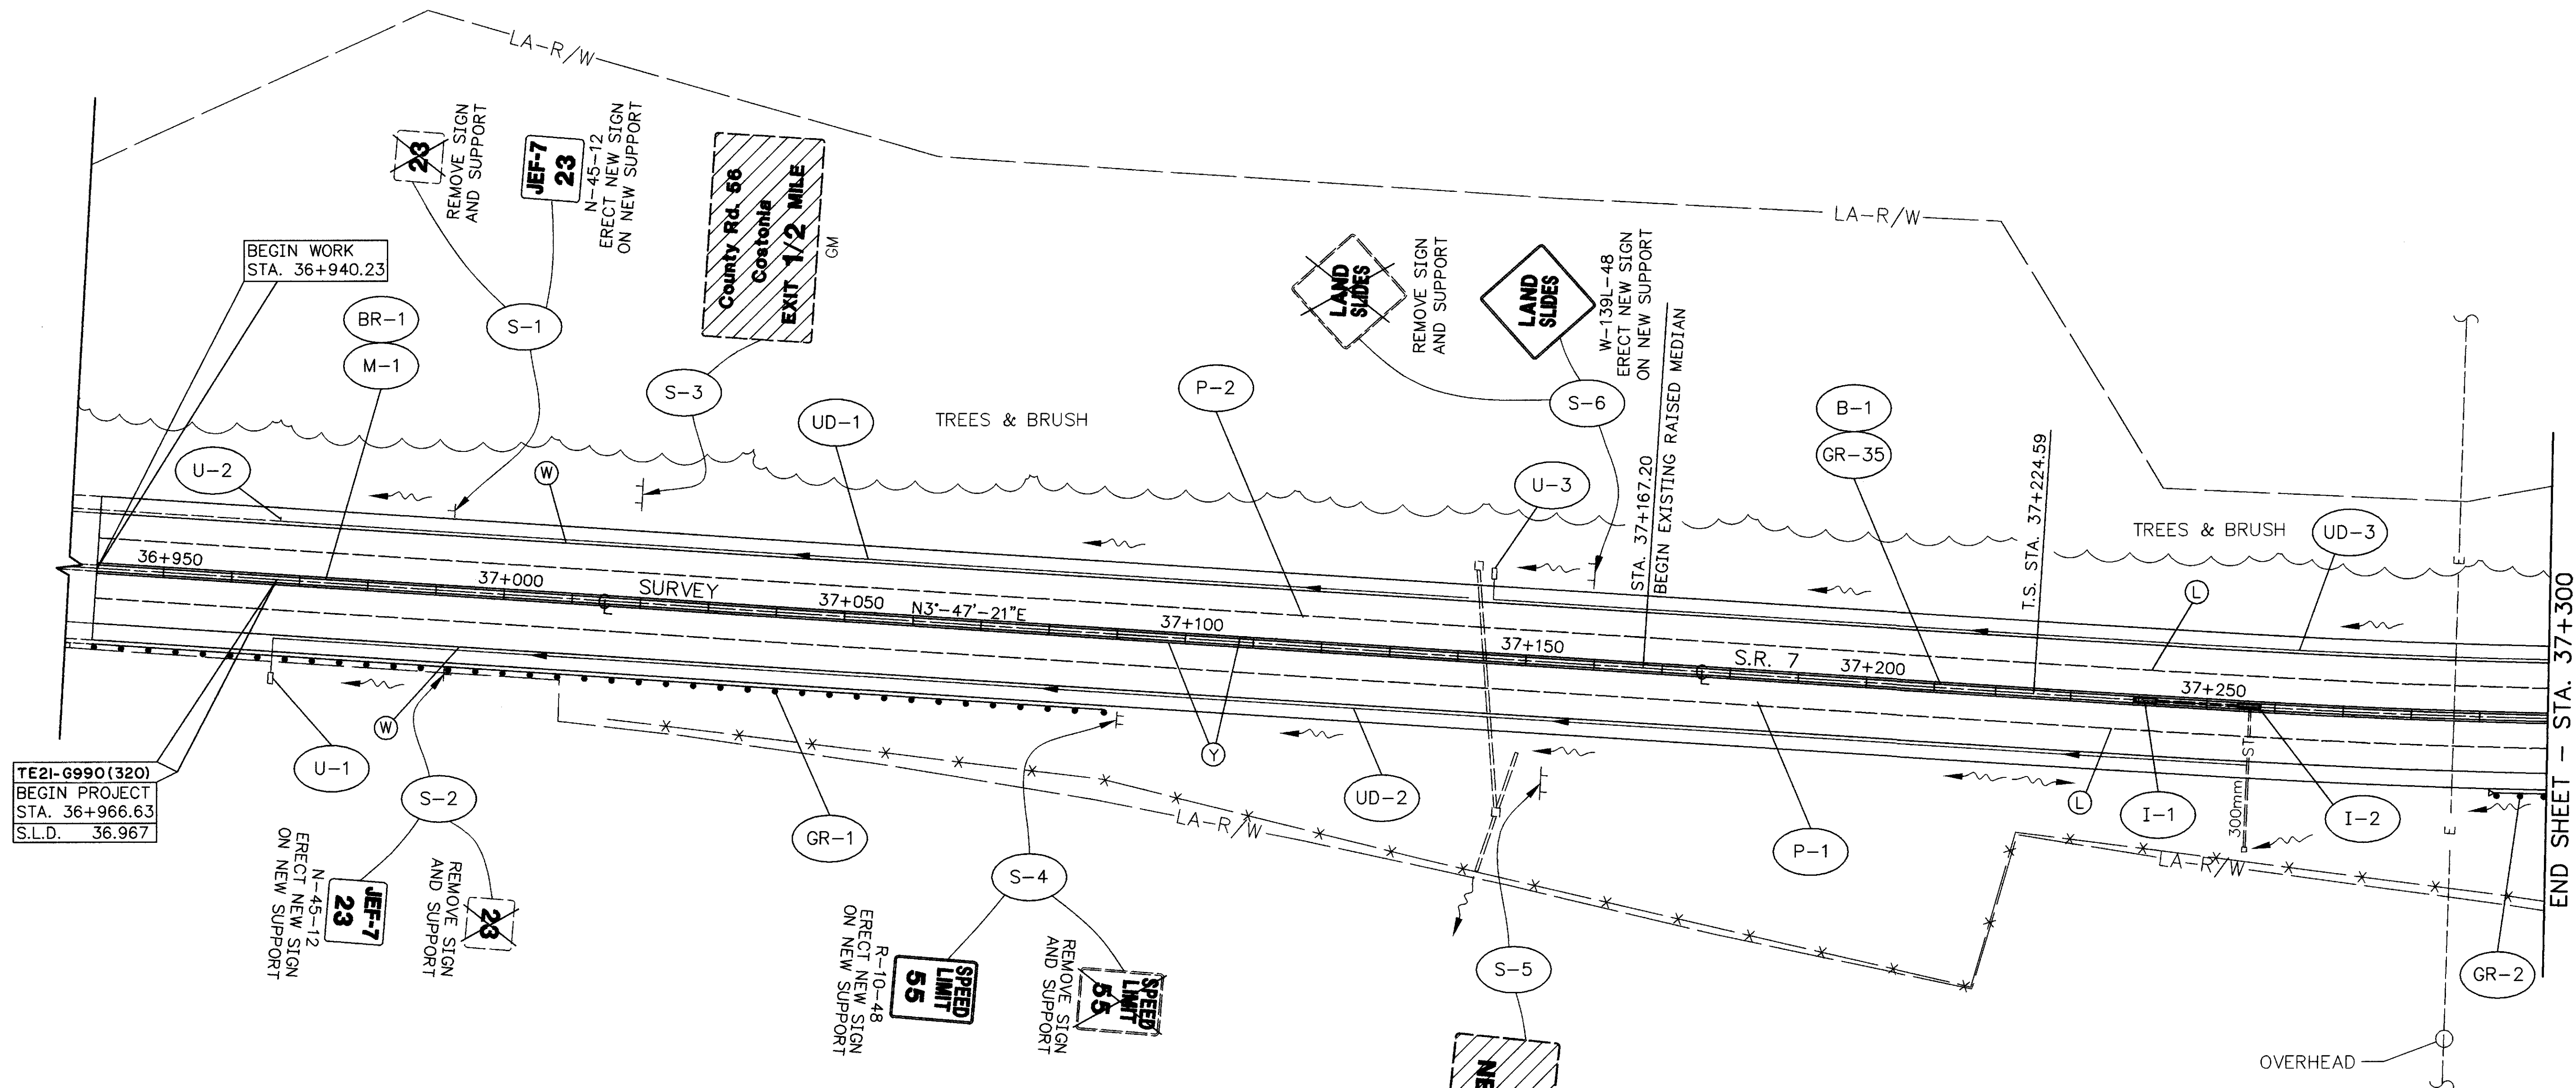 LA-R/W
23
REMOVE SIGN
AND SUPPORT
JEF-7
23
N-45-12
ERECT NEW SIGN
ON NEW SUPPORT
County Rd. 56
Costonia
EXIT 1/2 MILE
GM
LA-R/W
BEGIN WORK
STA. 36+940.23
BR-1
M-1
S-1
S-3
UD-1
TREES & BRUSH
P-2
LAND
SLIDES
REMOVE SIGN
AND SUPPORT
LAND
SLIDES
W-139L-48
ERECT NEW SIGN
ON NEW SUPPORT
S-6
STA. 37+167.20
BEGIN EXISTING RAISED MEDIAN
B-1
GR-35
T.S. STA. 37+224.59
TREES & BRUSH
UD-3
U-2
W
U-3
E
L
36+950
37+000
℄
SURVEY
37+050
N3°-47'-21"E
37+100
37+150
℄
S.R. 7
37+200
37+250
END SHEET - STA. 37+300
TE21-G990(320)
BEGIN PROJECT
STA. 36+966.63
S.L.D. 36.967
U-1
W
S-2
GR-1
Y
UD-2
LA-R/W
P-1
L
I-1
300mm
ST
I-2
E
LA-R/W
GR-2
N-45-12
ERECT NEW SIGN
ON NEW SUPPORT
JEF-7
23
REMOVE SIGN
AND SUPPORT
23
S-4
R-10-48
ERECT NEW SIGN
ON NEW SUPPORT
SPEED
LIMIT
55
REMOVE SIGN
AND SUPPORT
SPEED
LIMIT
55
S-5
NE
OVERHEAD